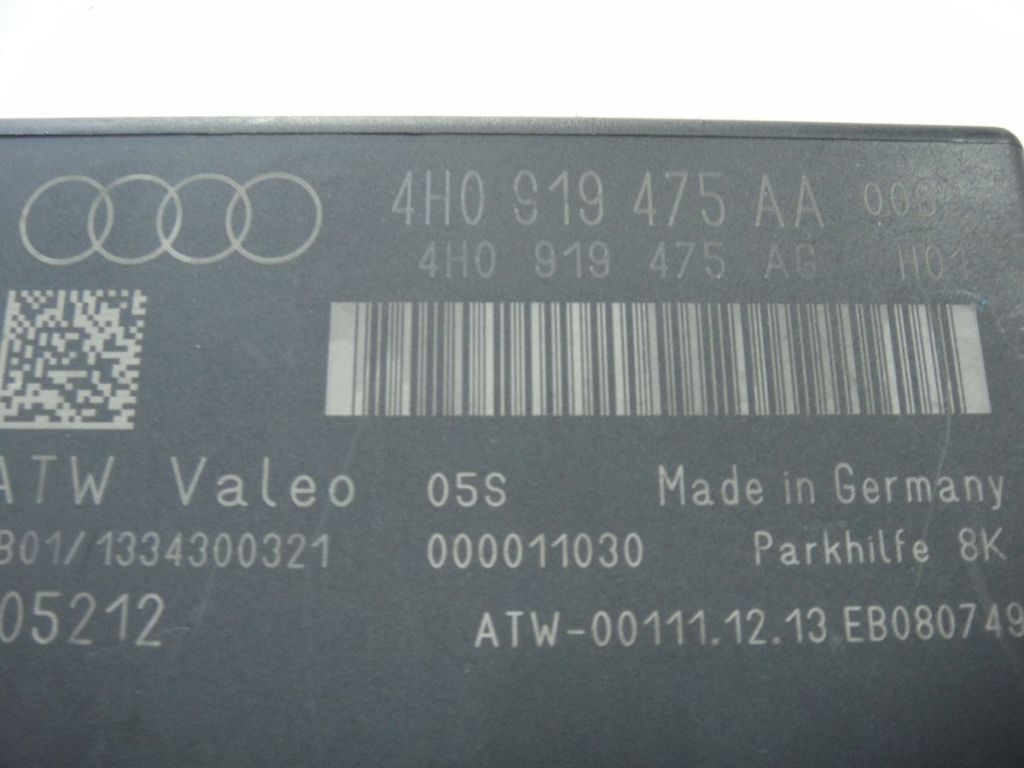 4H0 919 475 AA
4H0 919 475 AG H01
ATW Valeo 05S Made in Germany
B01/1334300321 000011030 Parkhilfe 8K
05212 ATW-00111.12.13 EB080749